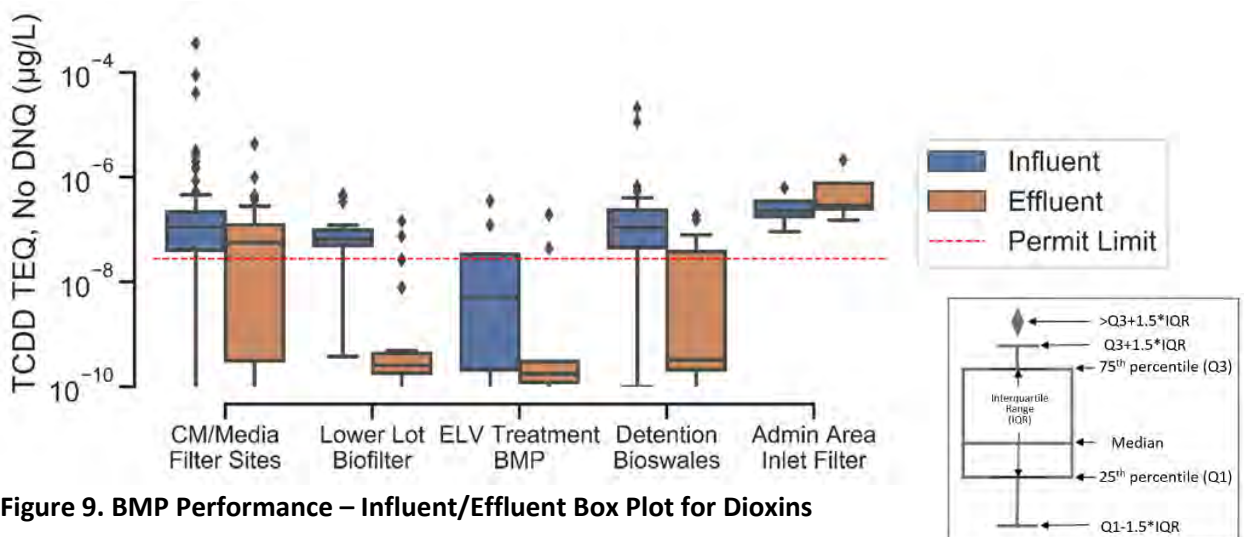 TCDD TEQ, No DNQ (µg/L)
10⁻⁴
10⁻⁶
10⁻⁸
10⁻¹⁰
CM/Media
Filter Sites
Lower Lot
Biofilter
ELV Treatment
BMP
Detention
Bioswales
Admin Area
Inlet Filter
Influent
Effluent
Permit Limit
>Q3+1.5*IQR
Q3+1.5*IQR
75th percentile (Q3)
Interquartile
Range
(IQR)
Median
25th percentile (Q1)
Q1-1.5*IQR
Figure 9. BMP Performance – Influent/Effluent Box Plot for Dioxins